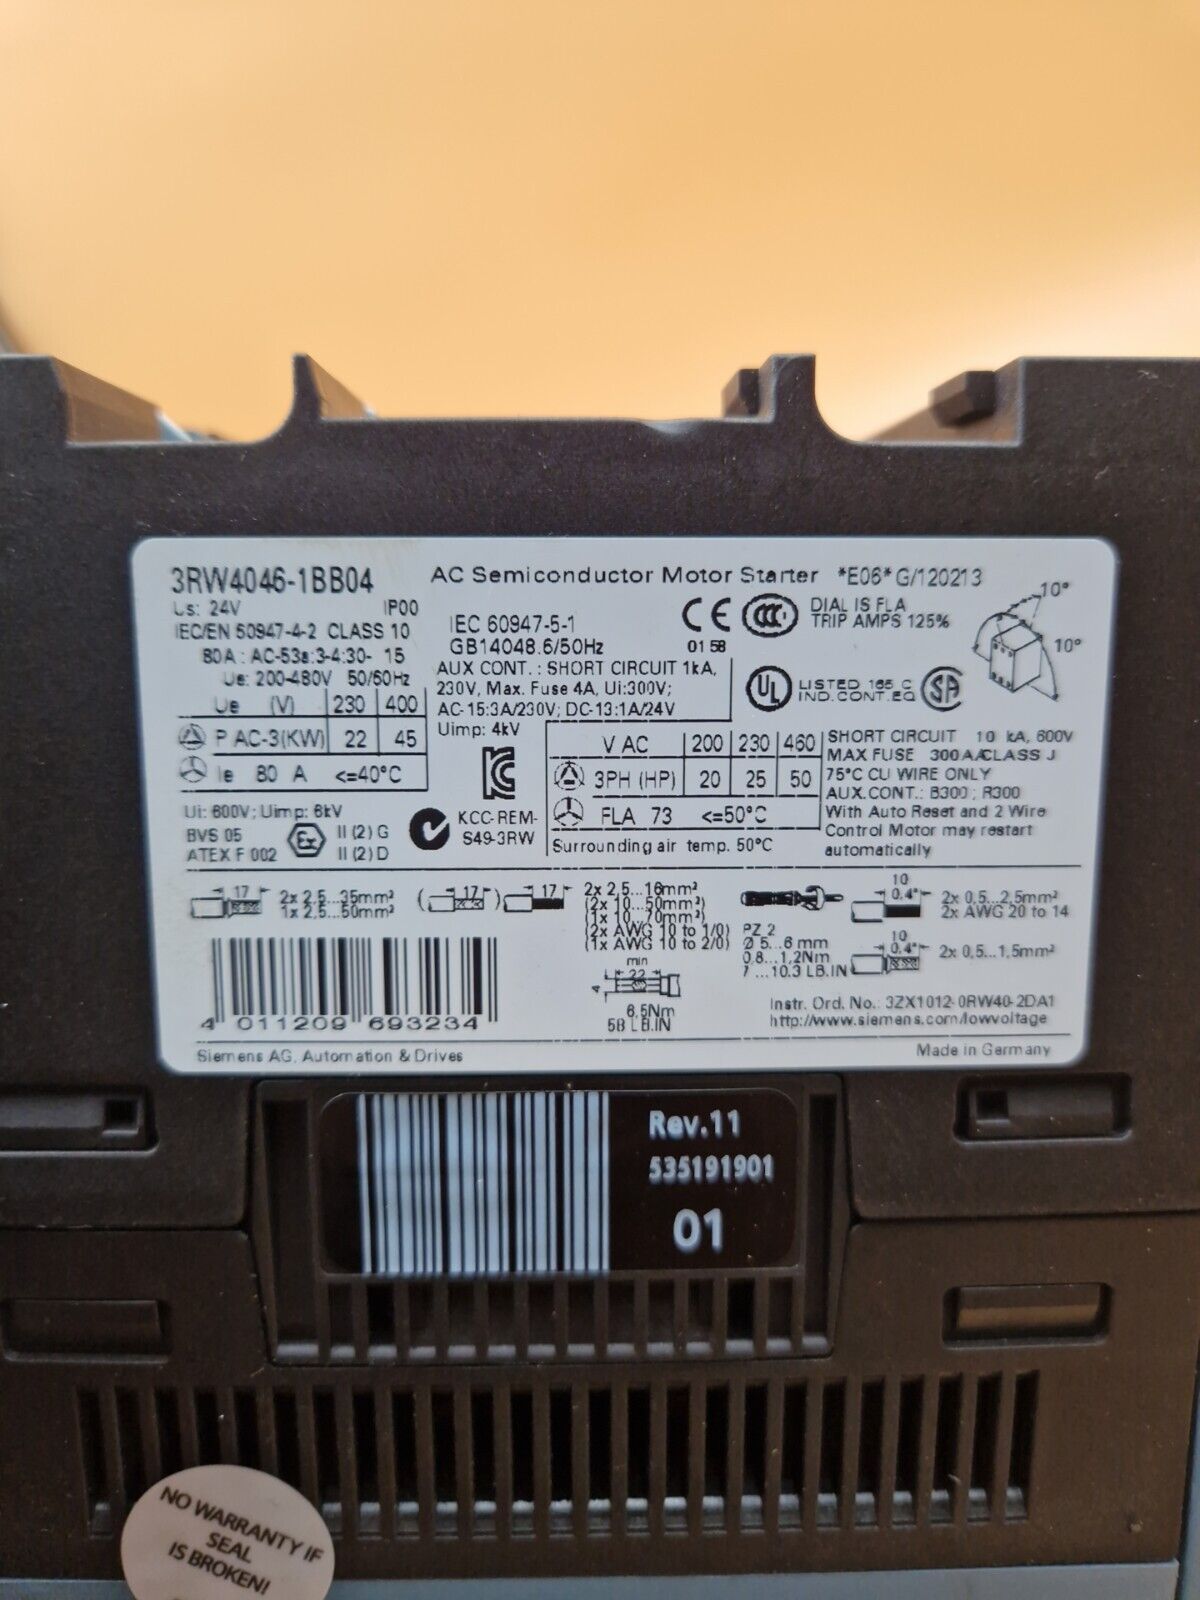 3RW4046-1BB04
AC Semiconductor Motor Starter *E06* G/120213
Us: 24V IP00
IEC/EN 60947-4-2 CLASS 10
80A : AC-53a:3-4:30- 15
Ue: 200-480V 50/60Hz
Ue (V) 230 400
P AC-3(KW) 22 45
Ie 80 A <=40°C
Ui: 600V; Uimp: 6kV
BVS 05
ATEX F 002
Ex
II (2) G
II (2) D
IEC 60947-5-1
GB14048.6/50Hz
AUX CONT. : SHORT CIRCUIT 1kA,
230V, Max. Fuse 4A, Ui:300V;
AC-15:3A/230V; DC-13:1A/24V
Uimp: 4kV
KCC-REM-
S49-3RW
CE
0158
CCC
DIAL IS FLA
TRIP AMPS 125%
10°
10°
UL
LISTED 165 C
IND.CONT.EQ
SA
V AC 200 230 460
3PH (HP) 20 25 50
FLA 73 <=50°C
Surrounding air temp. 50°C
SHORT CIRCUIT 10 kA, 600V
MAX FUSE 300A/CLASS J
75°C CU WIRE ONLY
AUX.CONT.: B300 ; R300
With Auto Reset and 2 Wire
Control Motor may restart
automatically
17
2x 2,5...35mm²
1x 2,5...50mm²
17
17
2x 2,5...16mm²
(2x 10...50mm²)
(1x 10...70mm²)
(2x AWG 10 to 1/0)
(1x AWG 10 to 2/0)
min
22
4
6,5Nm
58 LB.IN
PZ 2
Ø 5...6 mm
0,8...1,2Nm
7 ...10.3 LB.IN
10
0.4"
2x 0,5...2,5mm²
2x AWG 20 to 14
10
0.4"
2x 0,5...1,5mm²
4 011209 693234
Instr. Ord. No.: 3ZX1012-0RW40-2DA1
http://www.siemens.com/lowvoltage
Siemens AG, Automation & Drives
Made in Germany
Rev.11
535191901
01
NO WARRANTY IF
SEAL
IS BROKEN!